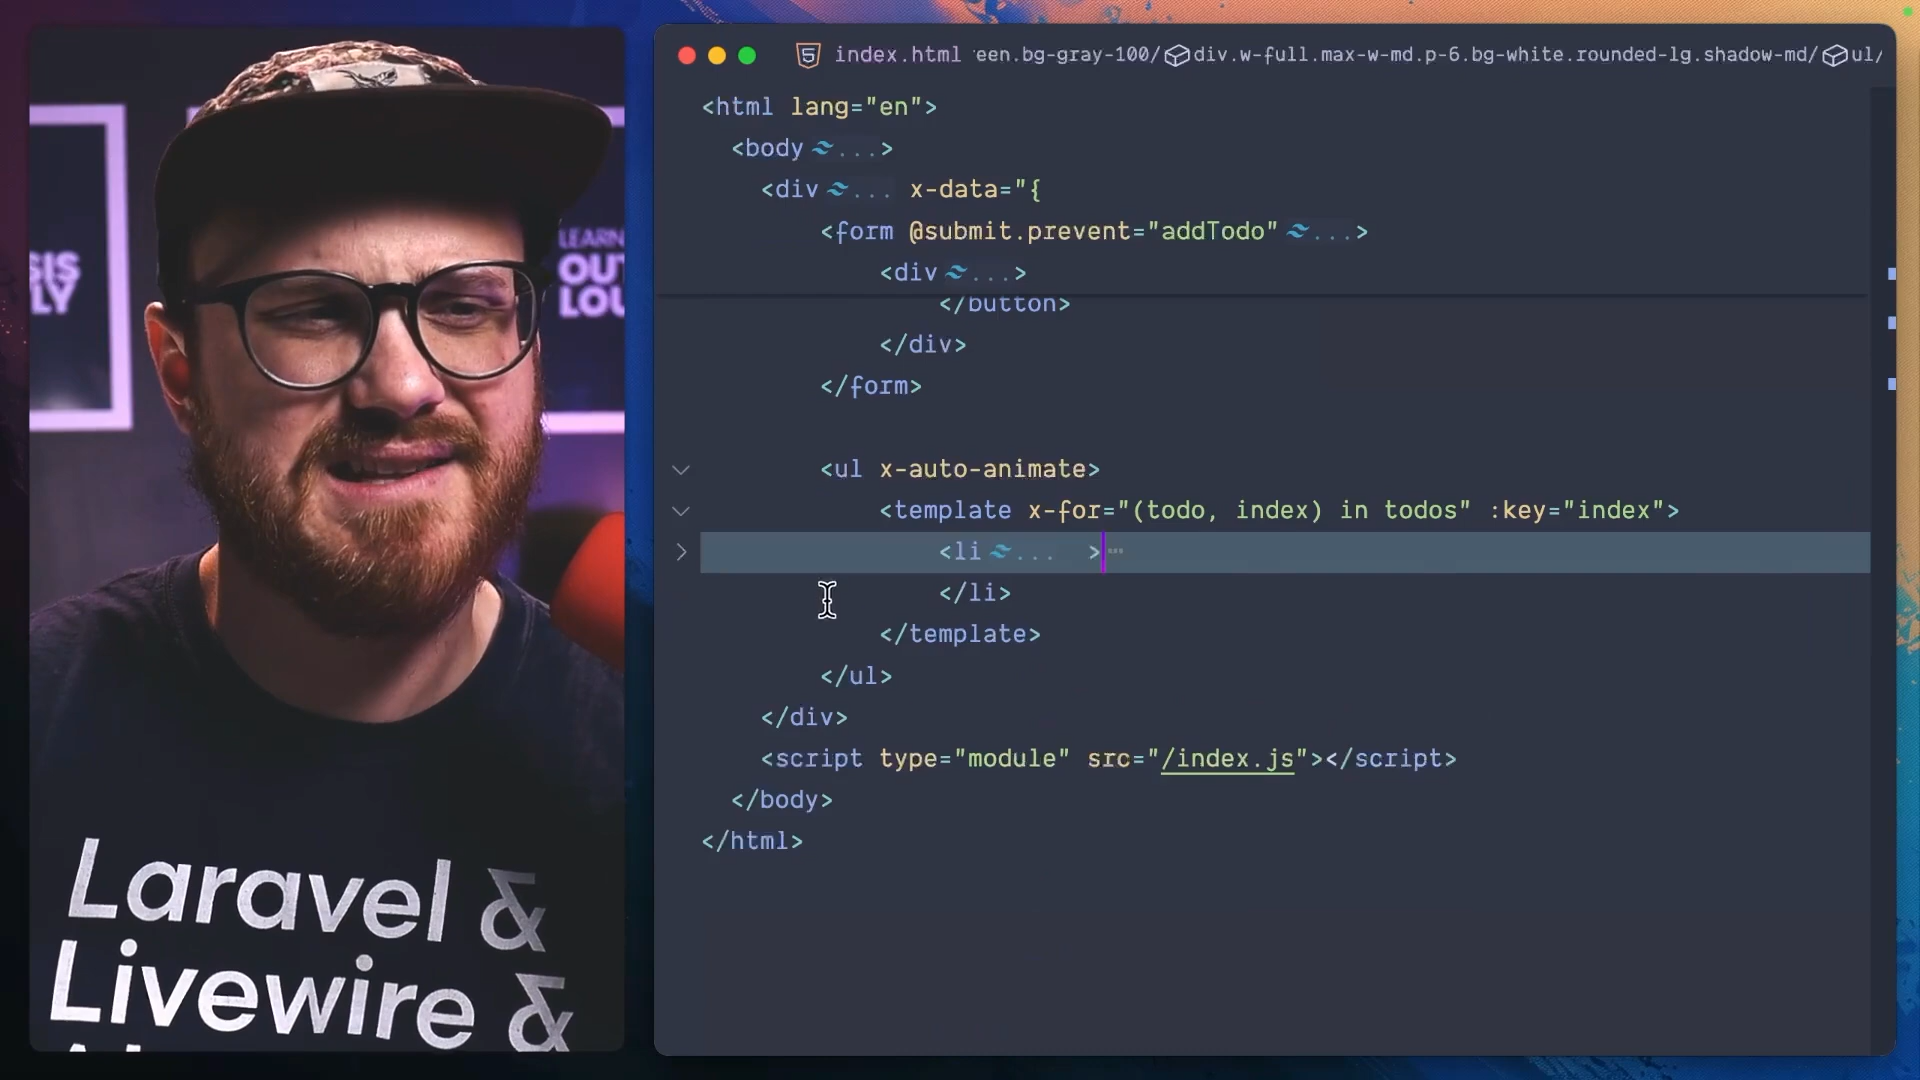 index.html een.bg-gray-100/div.w-full.max-w-md.p-6.bg-white.rounded-lg.shadow-md/ul/
<html lang="en">
<body ...>
<div ... x-data="{
<form @submit.prevent="addTodo" ...>
<div ...>
</button>
</div>
</form>
<ul x-auto-animate>
<template x-for="(todo, index) in todos" :key="index">
<li ... >
</li>
</template>
</ul>
</div>
<script type="module" src="/index.js"></script>
</body>
</html>
SIS
LY
LEARN
OUT
LOU
Laravel &
Livewire &